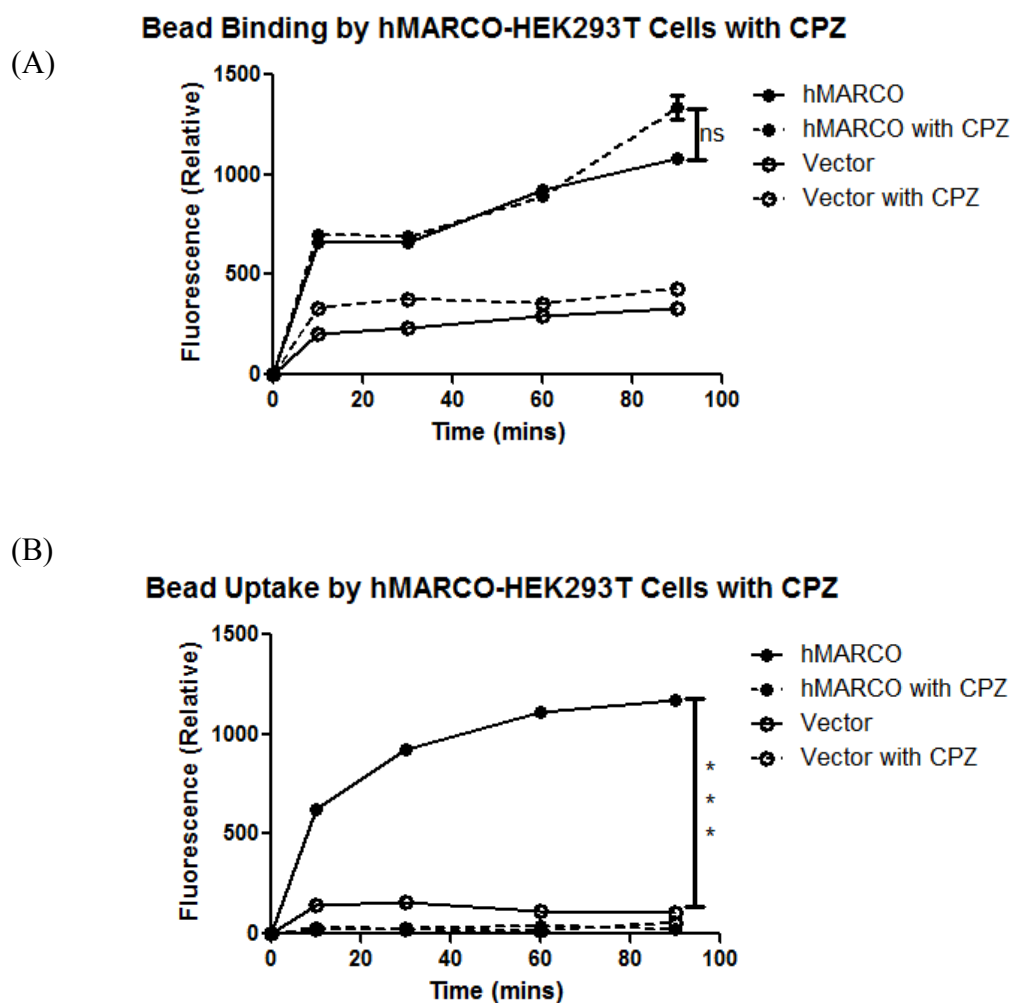 Bead Binding by hMARCO-HEK293T Cells with CPZ
(A)
1500
1000
500
0
Fluorescence (Relative)
0 20 40 60 80 100
Time (mins)
ns
hMARCO
hMARCO with CPZ
Vector
Vector with CPZ
(B)
Bead Uptake by hMARCO-HEK293T Cells with CPZ
1500
1000
500
0
Fluorescence (Relative)
0 20 40 60 80 100
Time (mins)
* * *
hMARCO
hMARCO with CPZ
Vector
Vector with CPZ